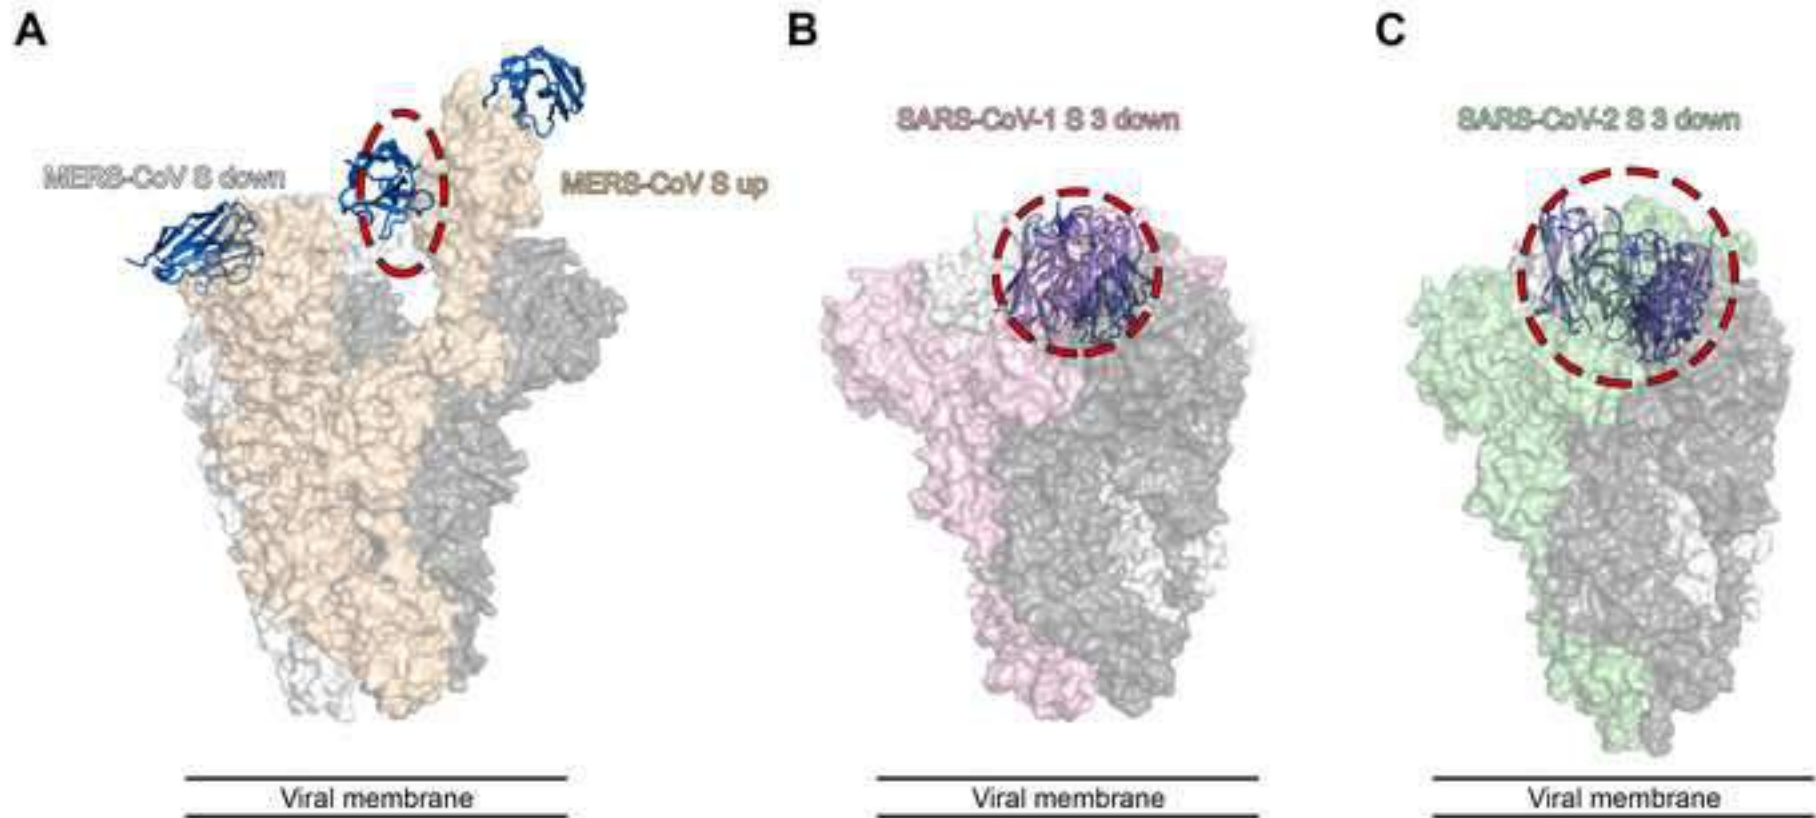 A
B
C
SARS-CoV-1 S 3 down
SARS-CoV-2 S 3 down
MERS-CoV S down
MERS-CoV S up
Viral membrane
Viral membrane
Viral membrane